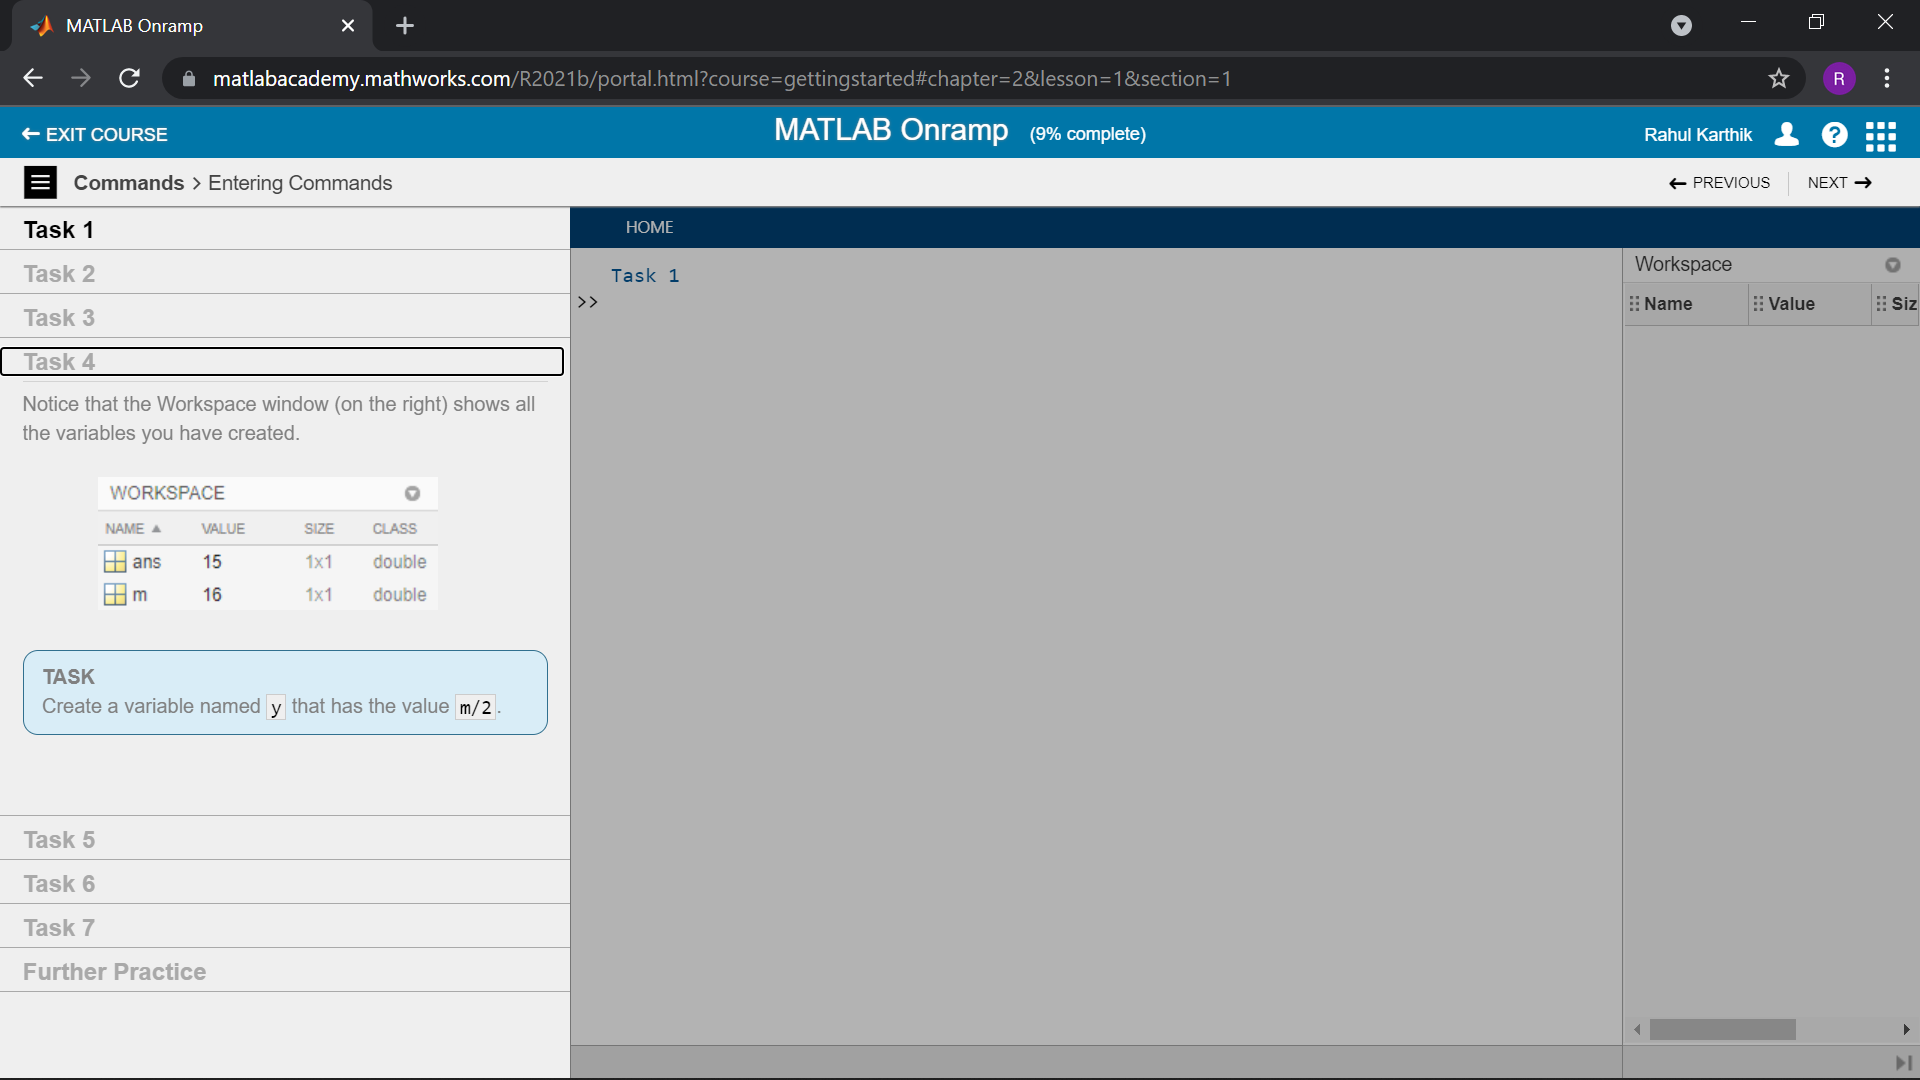 MATLAB Onramp
matlabacademy.mathworks.com/R2021b/portal.html?course=gettingstarted#chapter=2&lesson=1&section=1
R
EXIT COURSE
MATLAB Onramp (9% complete)
Rahul Karthik
?
Commands > Entering Commands
PREVIOUS
NEXT
Task 1
Task 2
Task 3
Task 4
Notice that the Workspace window (on the right) shows all
the variables you have created.
WORKSPACE
NAME VALUE SIZE CLASS
ans 15 1x1 double
m 16 1x1 double
TASK
Create a variable named y that has the value m/2.
Task 5
Task 6
Task 7
Further Practice
HOME
Task 1
>>
Workspace
Name Value Siz